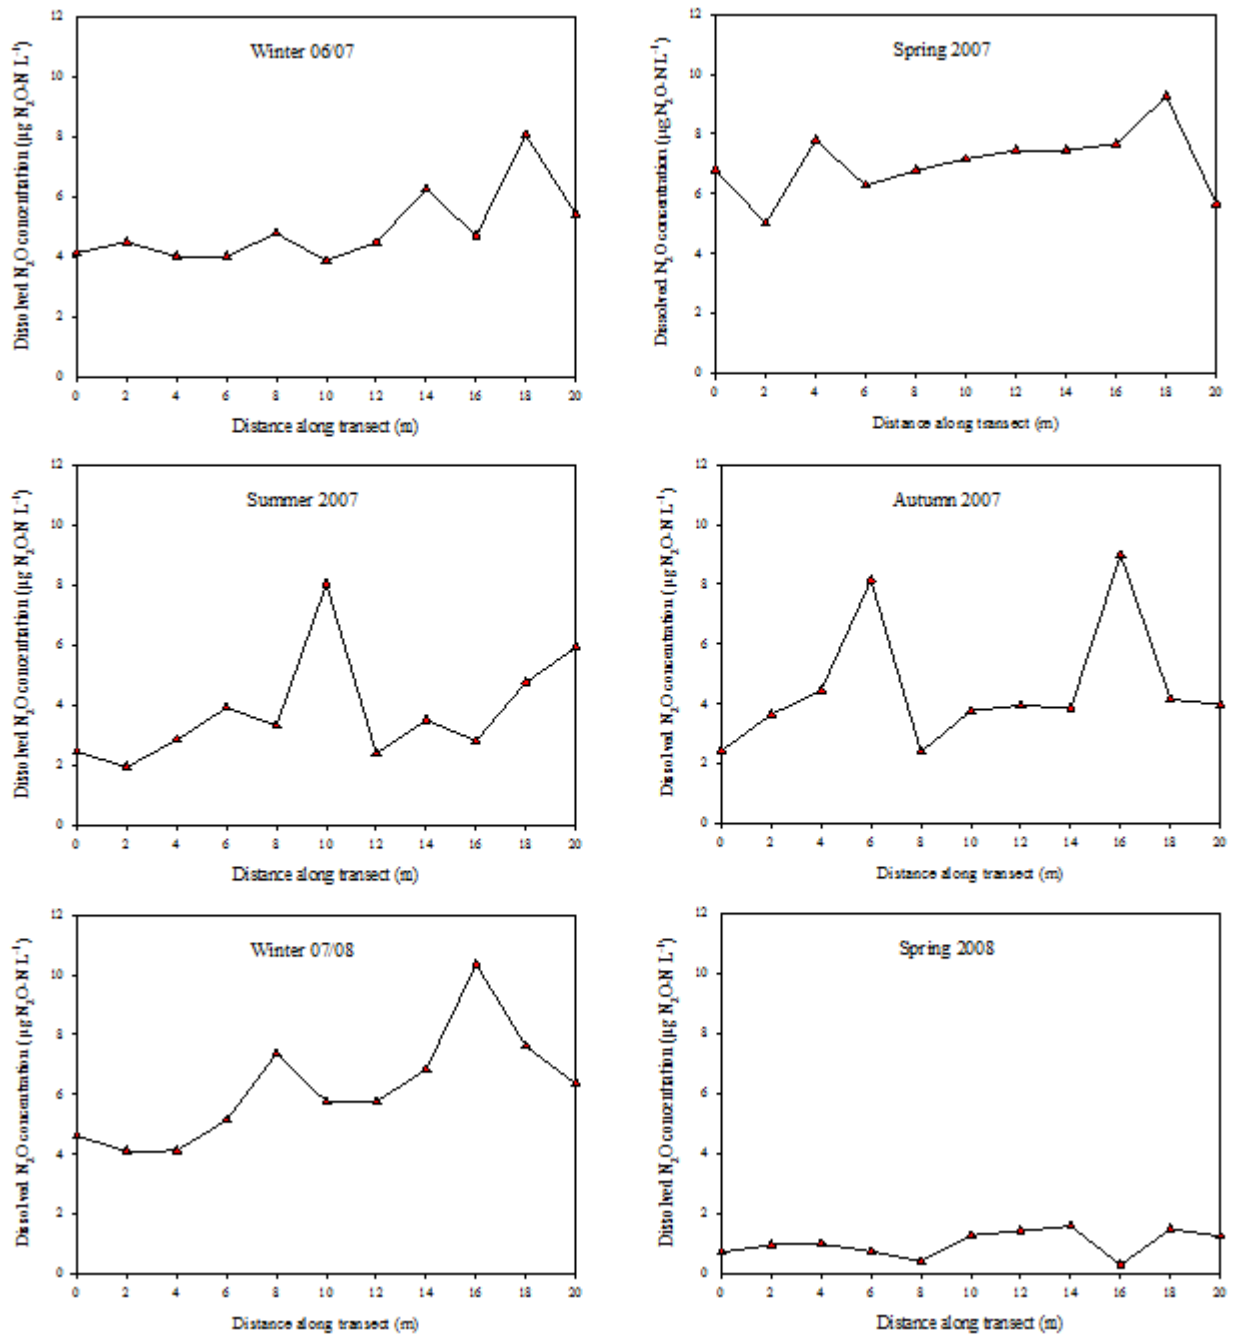 Winter 06/07
Dissolved N₂O concentration (µg N₂O-N L⁻¹)
12
10
8
6
4
2
0
0 2 4 6 8 10 12 14 16 18 20
Distance along transect (m)
Spring 2007
Dissolved N₂O concentration (µg N₂O-N L⁻¹)
12
10
8
6
4
2
0
0 2 4 6 8 10 12 14 16 18 20
Distance along transect (m)
Summer 2007
Dissolved N₂O concentration (µg N₂O-N L⁻¹)
12
10
8
6
4
2
0
0 2 4 6 8 10 12 14 16 18 20
Distance along transect (m)
Autumn 2007
Dissolved N₂O concentration (µg N₂O-N L⁻¹)
12
10
8
6
4
2
0
0 2 4 6 8 10 12 14 16 18 20
Distance along transect (m)
Winter 07/08
Dissolved N₂O concentration (µg N₂O-N L⁻¹)
12
10
8
6
4
2
0
0 2 4 6 8 10 12 14 16 18 20
Distance along transect (m)
Spring 2008
Dissolved N₂O concentration (µg N₂O-N L⁻¹)
12
10
8
6
4
2
0
0 2 4 6 8 10 12 14 16 18 20
Distance along transect (m)